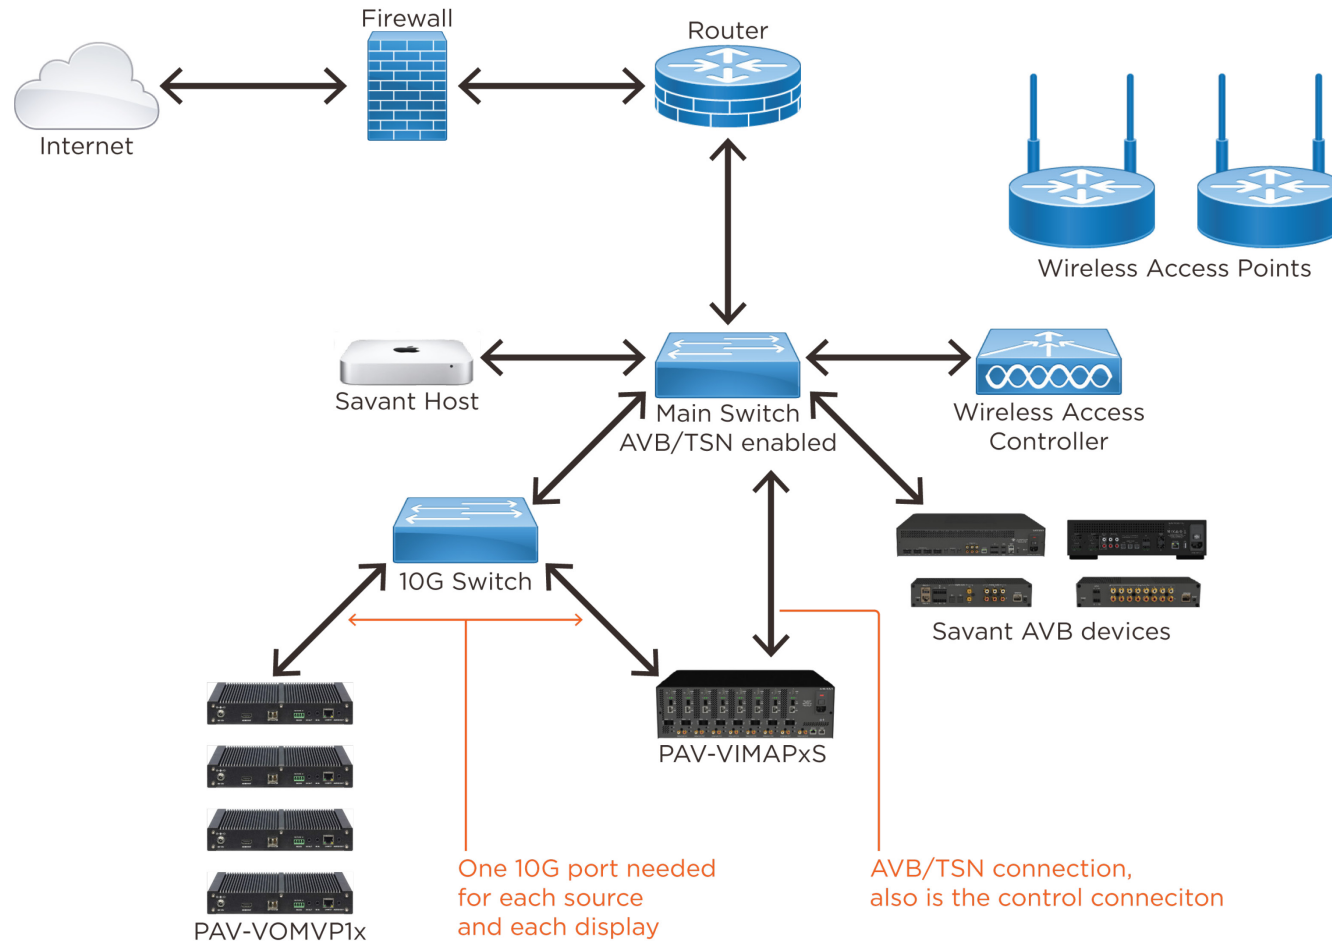 Firewall
Router
Internet
Wireless Access Points
Savant Host
Main Switch
AVB/TSN enabled
Wireless Access
Controller
10G Switch
Savant AVB devices
PAV-VIMAPxS
PAV-VOMVP1x
One 10G port needed
for each source
and each display
AVB/TSN connection,
also is the control conneciton